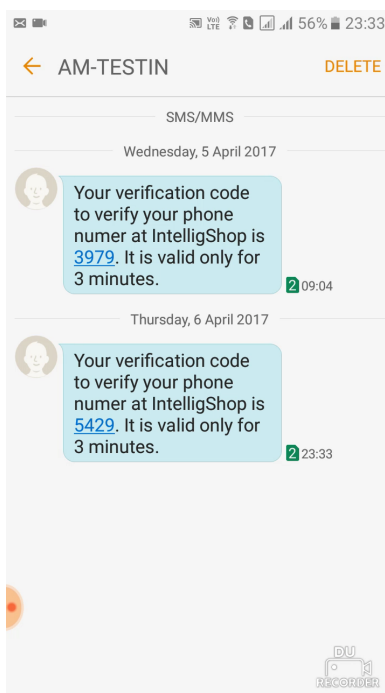 Voı) LTE 56% 23:33
AM-TESTIN DELETE
SMS/MMS
Wednesday, 5 April 2017
Your verification code
to verify your phone
numer at IntelligShop is
3979. It is valid only for
3 minutes.
2 09:04
Thursday, 6 April 2017
Your verification code
to verify your phone
numer at IntelligShop is
5429. It is valid only for
3 minutes.
2 23:33
DU
RECORDER